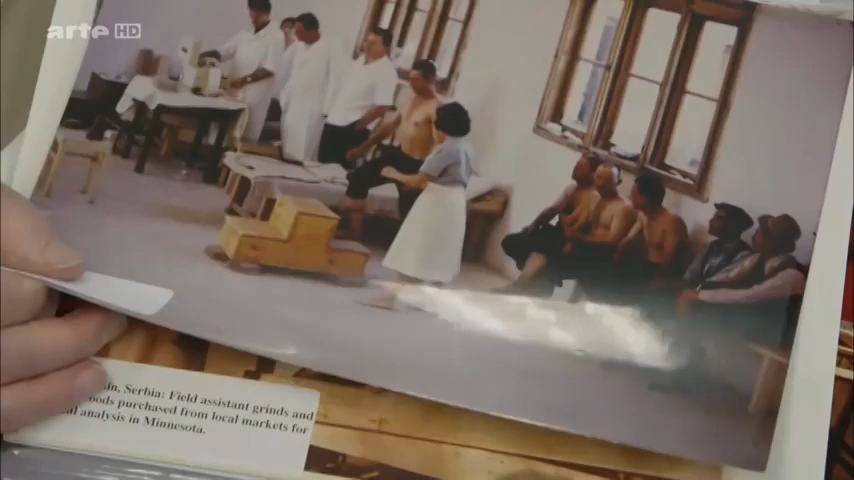 arte HD
in, Serbia: Field assistant grinds and
oods purchased from local markets for
al analysis in Minnesota.